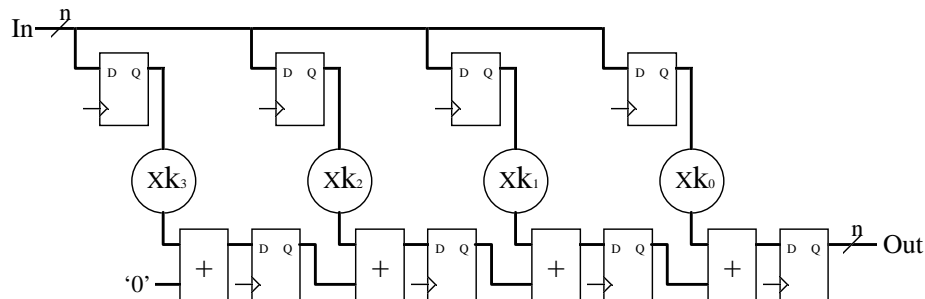 n
In
D Q D Q D Q D Q
Xk3 Xk2 Xk1 Xk0
n
D Q D Q D Q D Q
Out
+ + + +
‘0’